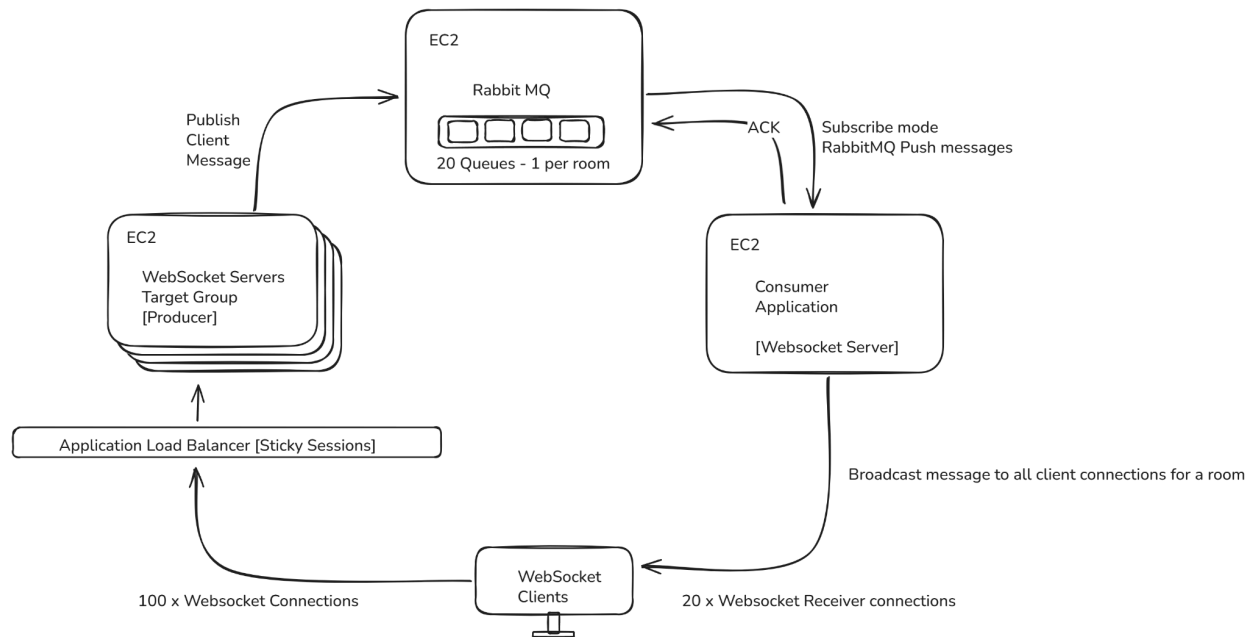 EC2
Rabbit MQ
20 Queues - 1 per room
Publish
Client
Message
ACK
Subscribe mode
RabbitMQ Push messages
EC2
WebSocket Servers
Target Group
[Producer]
EC2
Consumer
Application
[Websocket Server]
Application Load Balancer [Sticky Sessions]
Broadcast message to all client connections for a room
WebSocket
Clients
100 x Websocket Connections
20 x Websocket Receiver connections